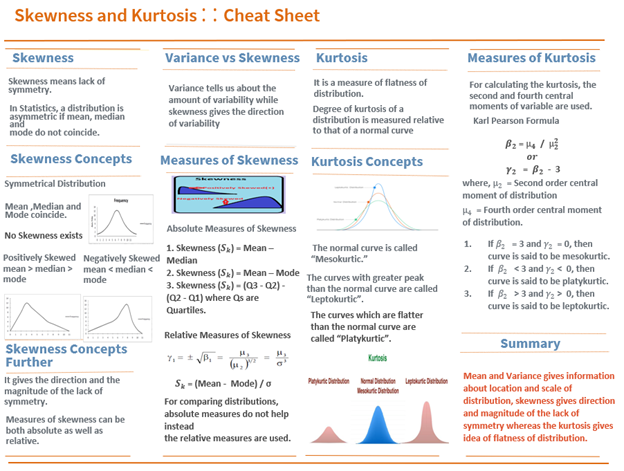 Skewness and Kurtosis : : Cheat Sheet
Skewness
Skewness means lack of
symmetry.
In Statistics, a distribution is
asymmetric if mean, median
and
mode do not coincide.
Skewness Concepts
Symmetrical Distribution
Mean ,Median and
Mode coincide.
No Skewness exists
Frequency
Positively Skewed
mean > median >
mode
Negatively Skewed
mean < median <
mode
Skewness Concepts
Further
It gives the direction and the
magnitude of the lack of
symmetry.
Measures of skewness can be
both absolute as well as
relative.
Variance vs Skewness
Variance tells us about the
amount of variability while
skewness gives the direction
of variability
Measures of Skewness
Skewness
Absolute Measures of Skewness
1. Skewness (Sₖ) = Mean –
Median
2. Skewness (Sₖ) = Mean – Mode
3. Skewness (Sₖ) = (Q3 - Q2) -
(Q2 - Q1) where Qs are
Quartiles.
Relative Measures of Skewness
γ₁ = ± √β₁ = μ₃ / (μ₂)^3/2 = μ₃ / σ³
Sₖ = (Mean - Mode) / σ
For comparing distributions,
absolute measures do not help
instead
the relative measures are used.
Kurtosis
It is a measure of flatness of
distribution.
Degree of kurtosis of a
distribution is measured relative
to that of a normal curve
Kurtosis Concepts
The normal curve is called
“Mesokurtic.”
The curves with greater peak
than the normal curve are called
“Leptokurtic”.
The curves which are flatter
than the normal curve are
called “Platykurtic”.
Kurtosis
Platykurtic Distribution
Normal Distribution
Mesokurtic Distribution
Leptokurtic Distribution
Measures of Kurtosis
For calculating the kurtosis, the
second and fourth central
moments of variable are used.
Karl Pearson Formula
β₂ = μ₄ / μ₂²
or
γ₂ = β₂ - 3
where, μ₂ = Second order central
moment of distribution
μ₄ = Fourth order central moment
of distribution.
1. If β₂ = 3 and γ₂ = 0, then
curve is said to be mesokurtic.
2. If β₂ < 3 and γ₂ < 0, then
curve is said to be platykurtic.
3. If β₂ > 3 and γ₂ > 0, then
curve is said to be leptokurtic.
Summary
Mean and Variance gives information
about location and scale of
distribution, skewness gives direction
and magnitude of the lack of
symmetry whereas the kurtosis gives
idea of flatness of distribution.